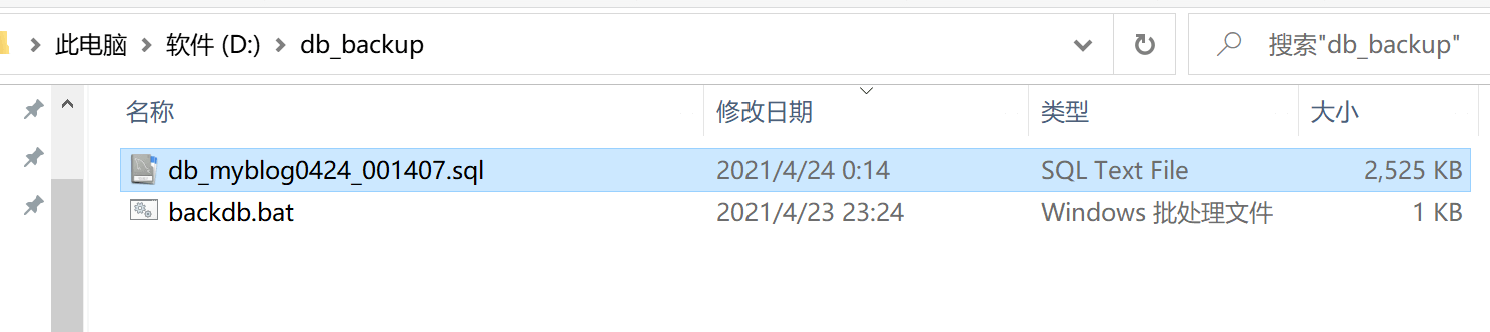 此电脑 软件 (D:) db_backup 搜索"db_backup"
名称 修改日期 类型 大小
db_myblog0424_001407.sql 2021/4/24 0:14 SQL Text File 2,525 KB
backdb.bat 2021/4/23 23:24 Windows 批处理文件 1 KB